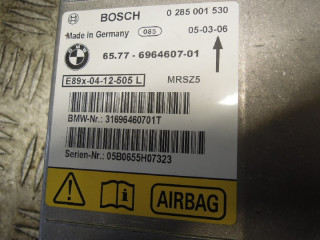 BOSCH 0 285 001 530
Made in Germany 085 05-03-06
BMW 65.77 - 6964607-01
E89x-04-12-505 L MRSZ5
BMW-Nr.: 31696460701T
Serien-Nr.: 05B0655H07323
AIRBAG